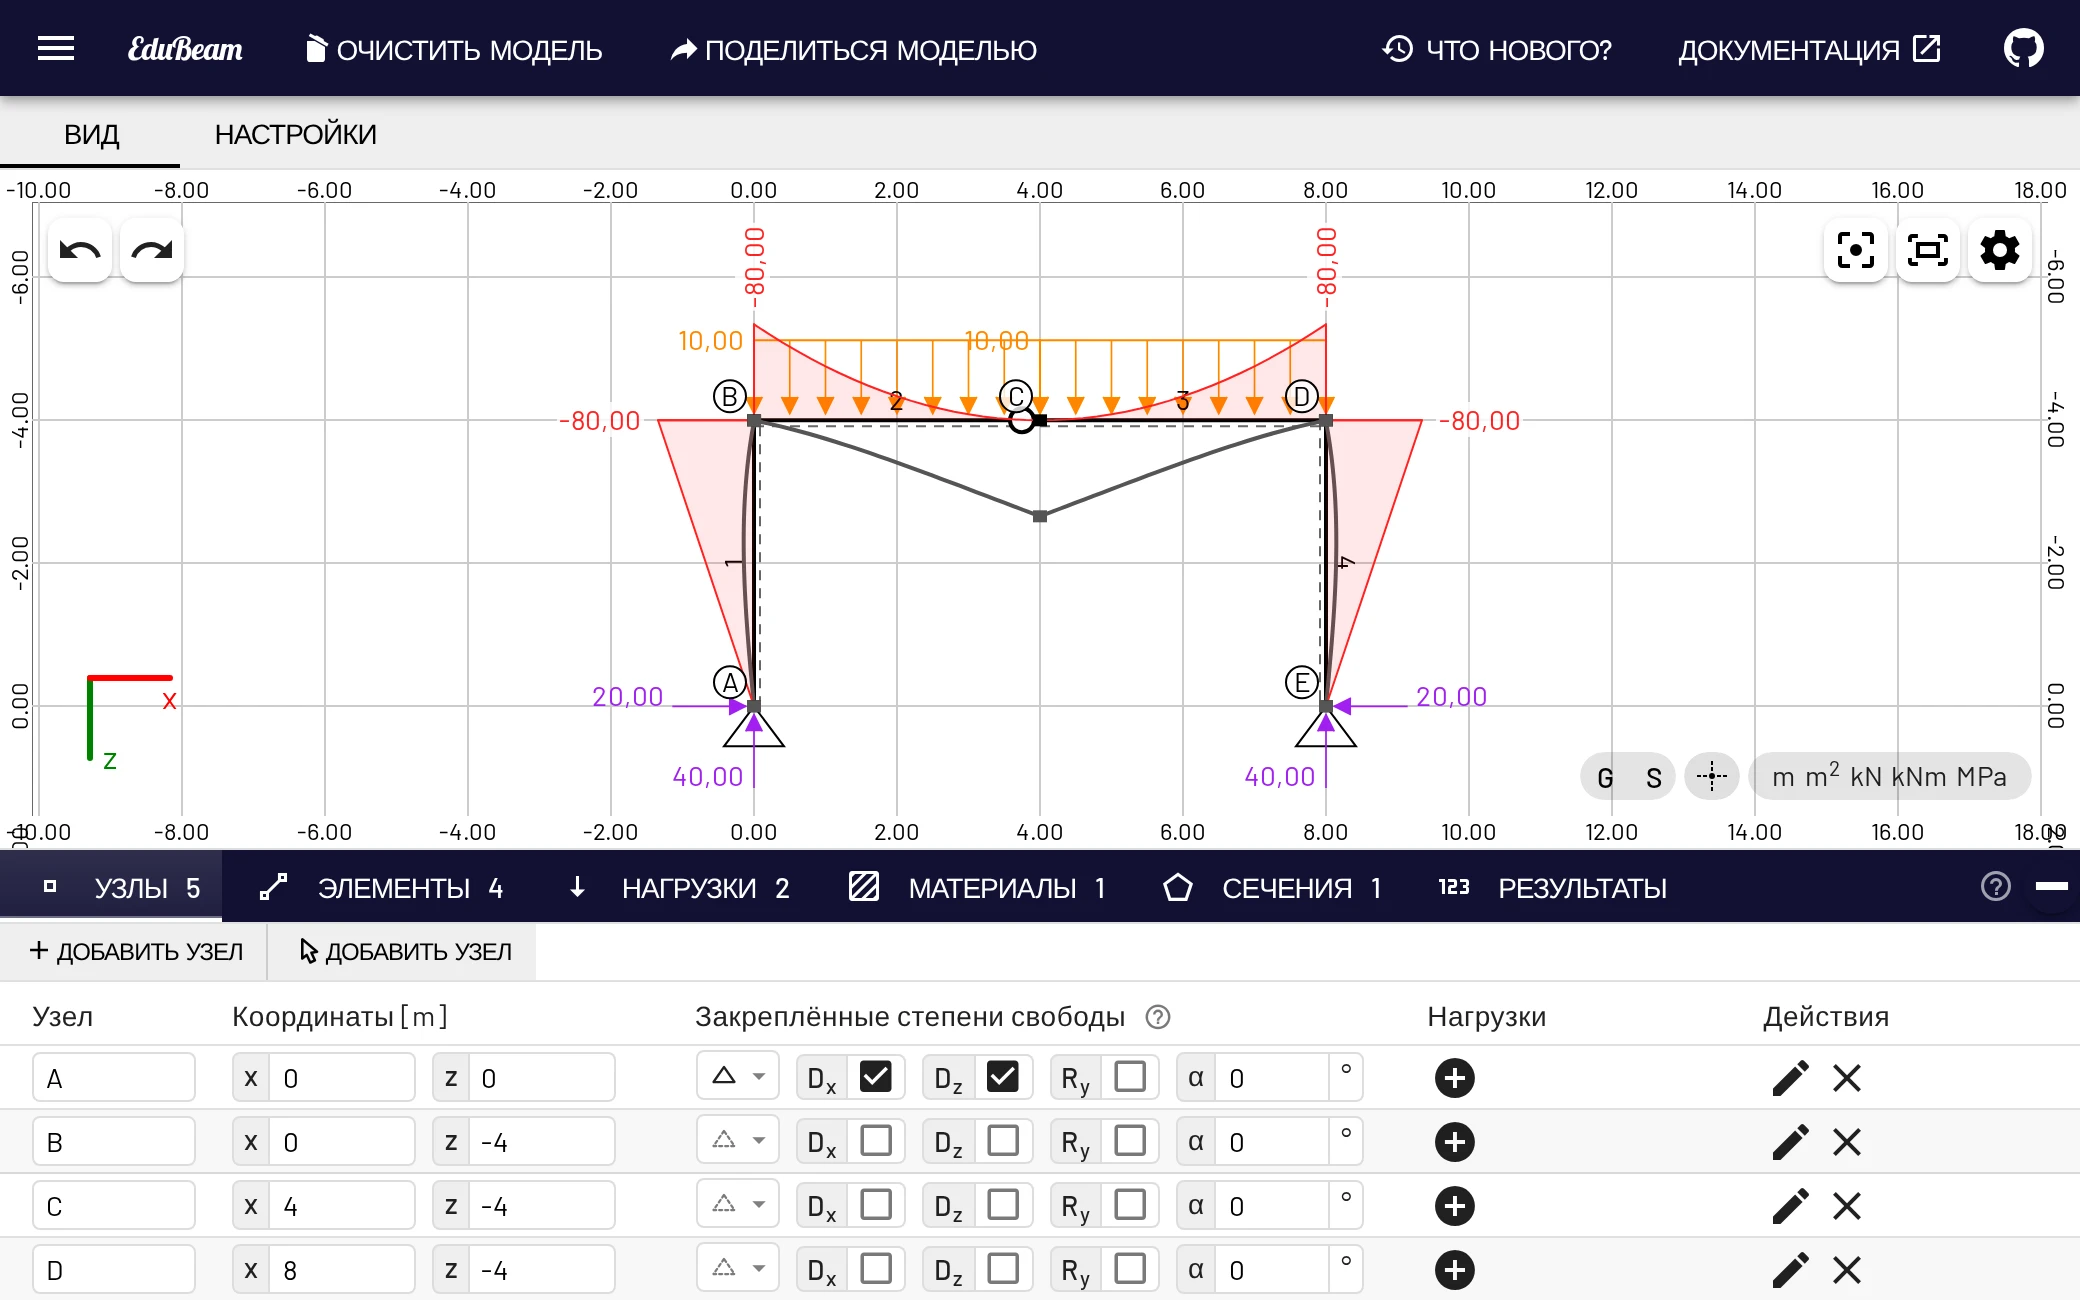 EduBeam ОЧИСТИТЬ МОДЕЛЬ ПОДЕЛИТЬСЯ МОДЕЛЬЮ ЧТО НОВОГО? ДОКУМЕНТАЦИЯ
ВИД НАСТРОЙКИ
-10.00 -8.00 -6.00 -4.00 -2.00 0.00 2.00 4.00 6.00 8.00 10.00 12.00 14.00 16.00 18.00
-80,00 -80,00
-6.00 -6.00
10,00 10,00
B 2 C 3 D
-4.00 -80,00 -80,00 -4.00
-2.00 1 4 -2.00
A E
x 0.00 20,00 20,00 0.00
z 40,00 40,00 G S m m² kN kNm MPa
-10.00 -8.00 -6.00 -4.00 -2.00 0.00 2.00 4.00 6.00 8.00 10.00 12.00 14.00 16.00 18.00
УЗЛЫ 5 ЭЛЕМЕНТЫ 4 НАГРУЗКИ 2 МАТЕРИАЛЫ 1 СЕЧЕНИЯ 1 123 РЕЗУЛЬТАТЫ ?
+ ДОБАВИТЬ УЗЕЛ ДОБАВИТЬ УЗЕЛ
Узел Координаты [m] Закреплённые степени свободы ? Нагрузки Действия
A x 0 z 0 Dx Dz Ry α 0 °
B x 0 z -4 Dx Dz Ry α 0 °
C x 4 z -4 Dx Dz Ry α 0 °
D x 8 z -4 Dx Dz Ry α 0 °